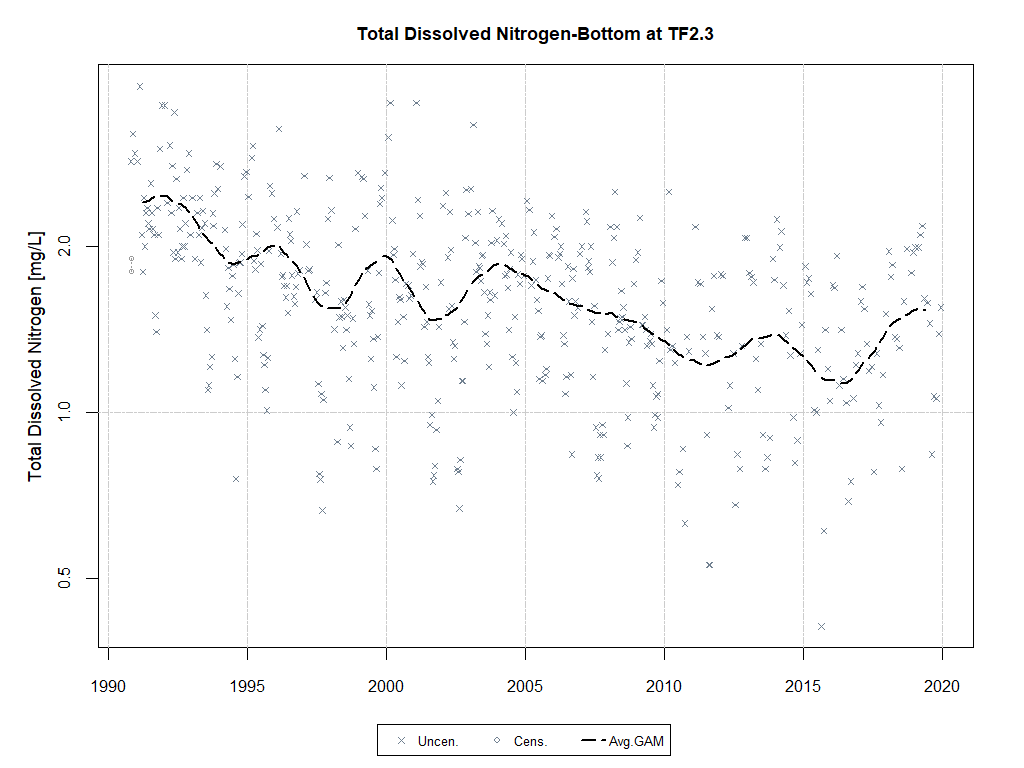 Total Dissolved Nitrogen-Bottom at TF2.3
Total Dissolved Nitrogen [mg/L]
2.0
1.0
0.5
1990 1995 2000 2005 2010 2015 2020
Uncen. Cens. Avg.GAM